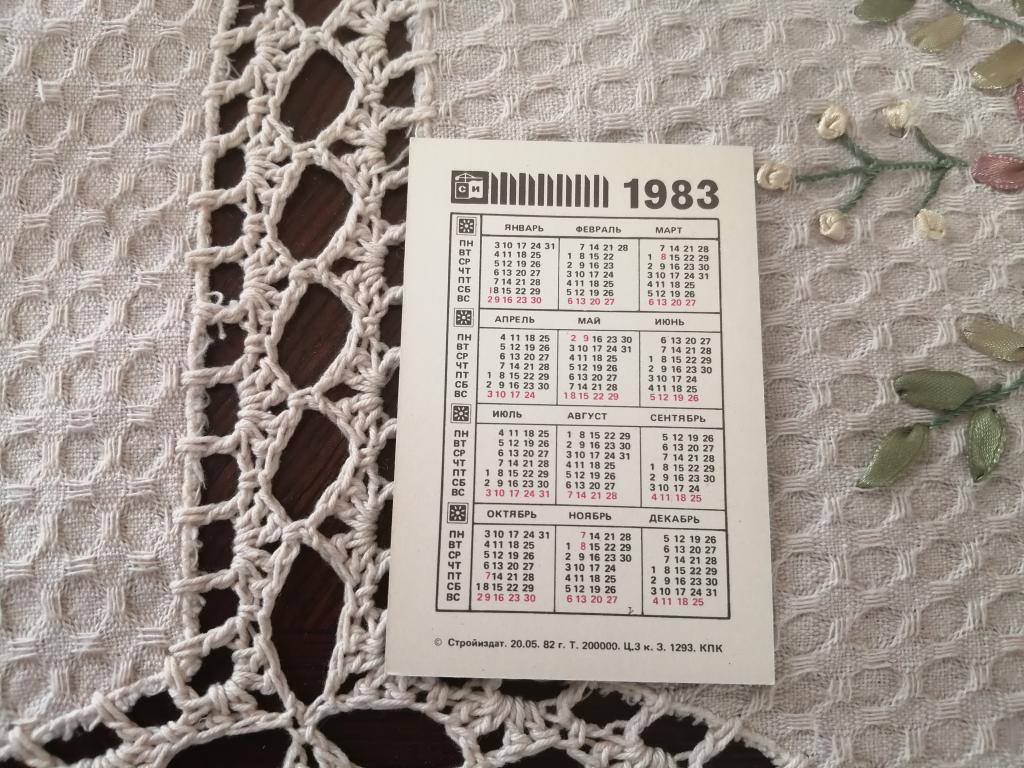 СИ 1983
ЯНВАРЬ ФЕВРАЛЬ МАРТ
ПН 3 10 17 24 31 7 14 21 28 7 14 21 28
ВТ 4 11 18 25 1 8 15 22 1 8 15 22 29
СР 5 12 19 26 2 9 16 23 2 9 16 23 30
ЧТ 6 13 20 27 3 10 17 24 3 10 17 24 31
ПТ 7 14 21 28 4 11 18 25 4 11 18 25
СБ 1 8 15 22 29 5 12 19 26 5 12 19 26
ВС 2 9 16 23 30 6 13 20 27 6 13 20 27
АПРЕЛЬ МАЙ ИЮНЬ
ПН 4 11 18 25 2 9 16 23 30 6 13 20 27
ВТ 5 12 19 26 3 10 17 24 31 7 14 21 28
СР 6 13 20 27 4 11 18 25 1 8 15 22 29
ЧТ 7 14 21 28 5 12 19 26 2 9 16 23 30
ПТ 1 8 15 22 29 6 13 20 27 3 10 17 24
СБ 2 9 16 23 30 7 14 21 28 4 11 18 25
ВС 3 10 17 24 1 8 15 22 29 5 12 19 26
ИЮЛЬ АВГУСТ СЕНТЯБРЬ
ПН 4 11 18 25 1 8 15 22 29 5 12 19 26
ВТ 5 12 19 26 2 9 16 23 30 6 13 20 27
СР 6 13 20 27 3 10 17 24 31 7 14 21 28
ЧТ 7 14 21 28 4 11 18 25 1 8 15 22 29
ПТ 1 8 15 22 29 5 12 19 26 2 9 16 23 30
СБ 2 9 16 23 30 6 13 20 27 3 10 17 24
ВС 3 10 17 24 31 7 14 21 28 4 11 18 25
ОКТЯБРЬ НОЯБРЬ ДЕКАБРЬ
ПН 3 10 17 24 31 7 14 21 28 5 12 19 26
ВТ 4 11 18 25 1 8 15 22 29 6 13 20 27
СР 5 12 19 26 2 9 16 23 30 7 14 21 28
ЧТ 6 13 20 27 3 10 17 24 1 8 15 22 29
ПТ 7 14 21 28 4 11 18 25 2 9 16 23 30
СБ 1 8 15 22 29 5 12 19 26 3 10 17 24 31
ВС 2 9 16 23 30 6 13 20 27 4 11 18 25
© Стройиздат. 20.05. 82 г. Т. 200000. Ц.3 к. З. 1293. КПК